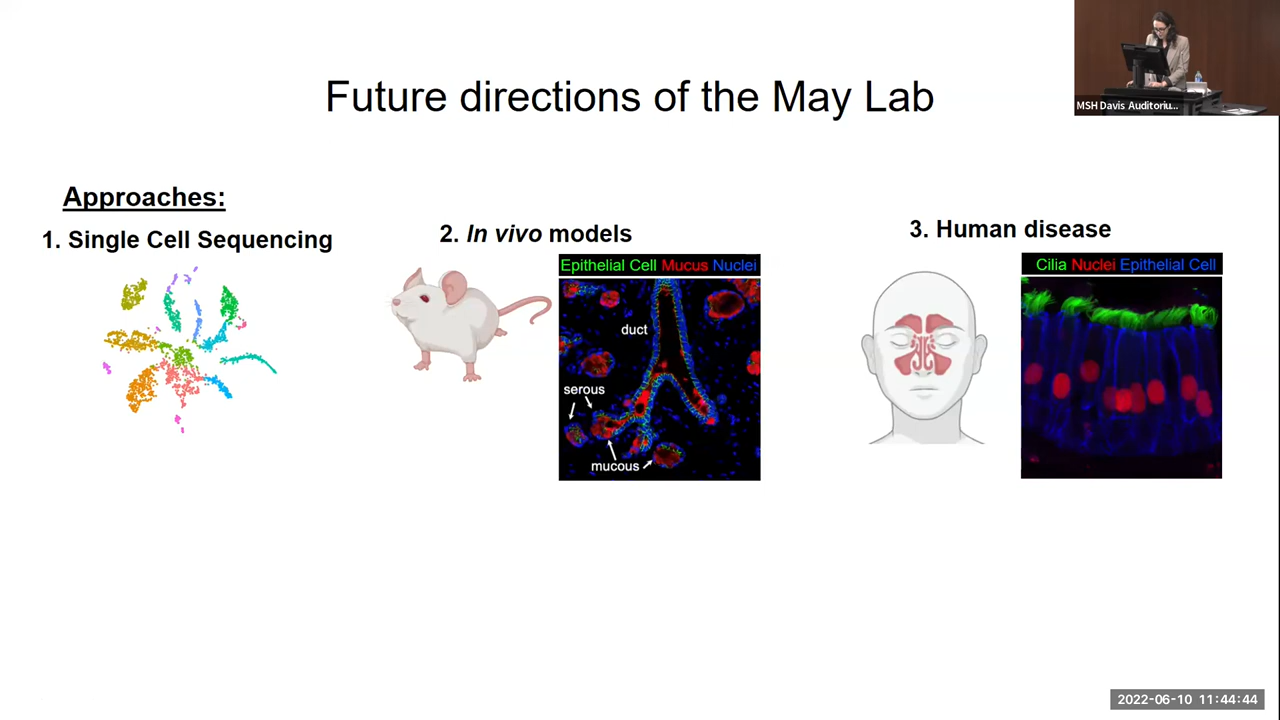 Future directions of the May Lab
MSH Davis Auditoriu...
Approaches:
1. Single Cell Sequencing
2. In vivo models
3. Human disease
Epithelial Cell Mucus Nuclei
duct
serous
mucous
Cilia Nuclei Epithelial Cell
2022-06-10 11:44:44